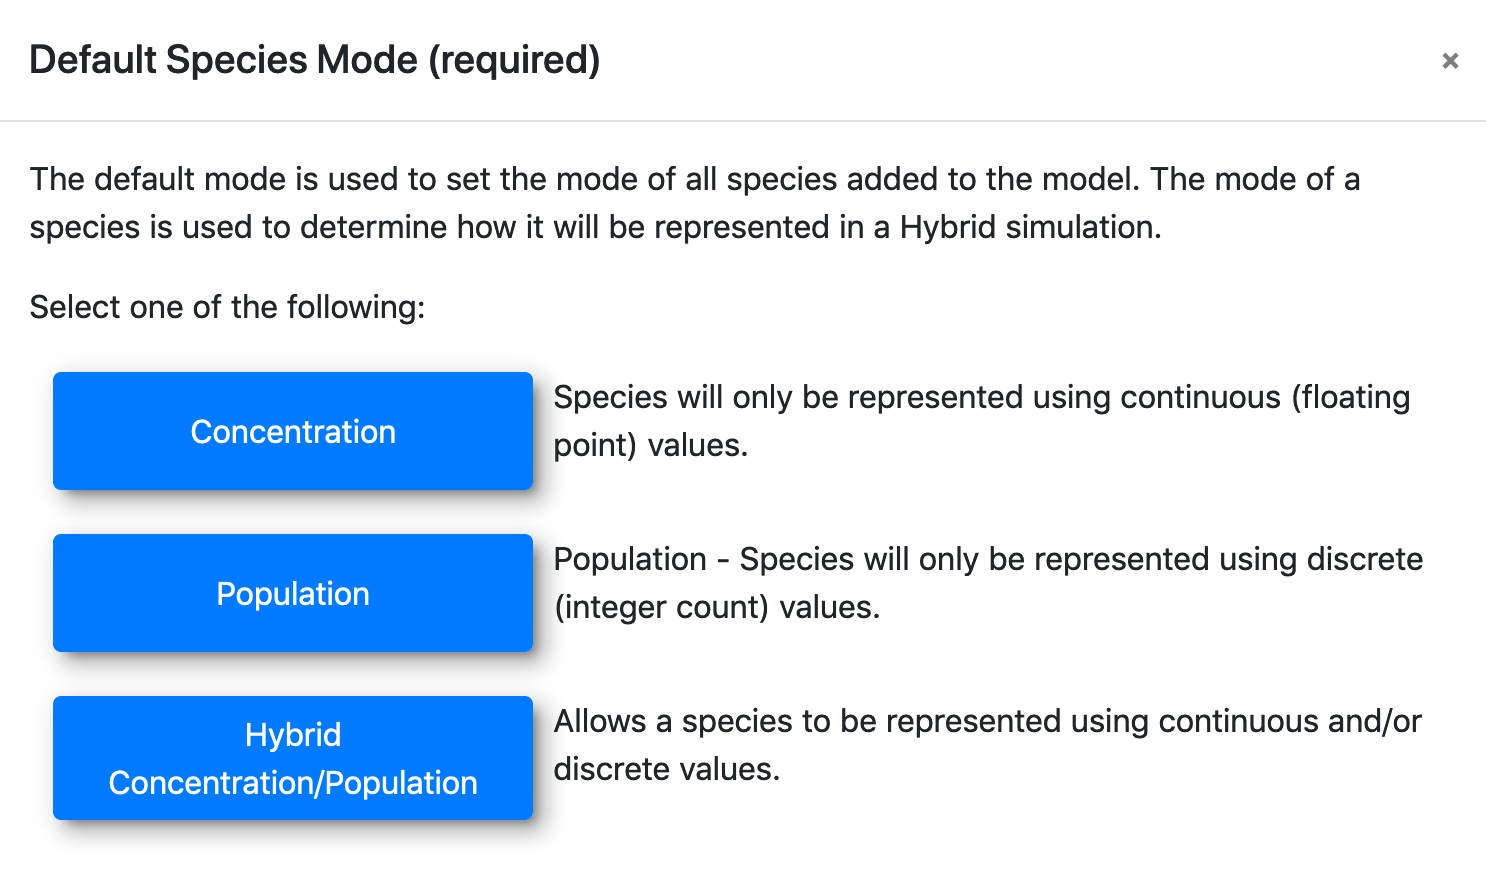 Default Species Mode (required)
×
The default mode is used to set the mode of all species added to the model. The mode of a
species is used to determine how it will be represented in a Hybrid simulation.
Select one of the following:
Concentration
Species will only be represented using continuous (floating
point) values.
Population
Population - Species will only be represented using discrete
(integer count) values.
Hybrid
Concentration/Population
Allows a species to be represented using continuous and/or
discrete values.